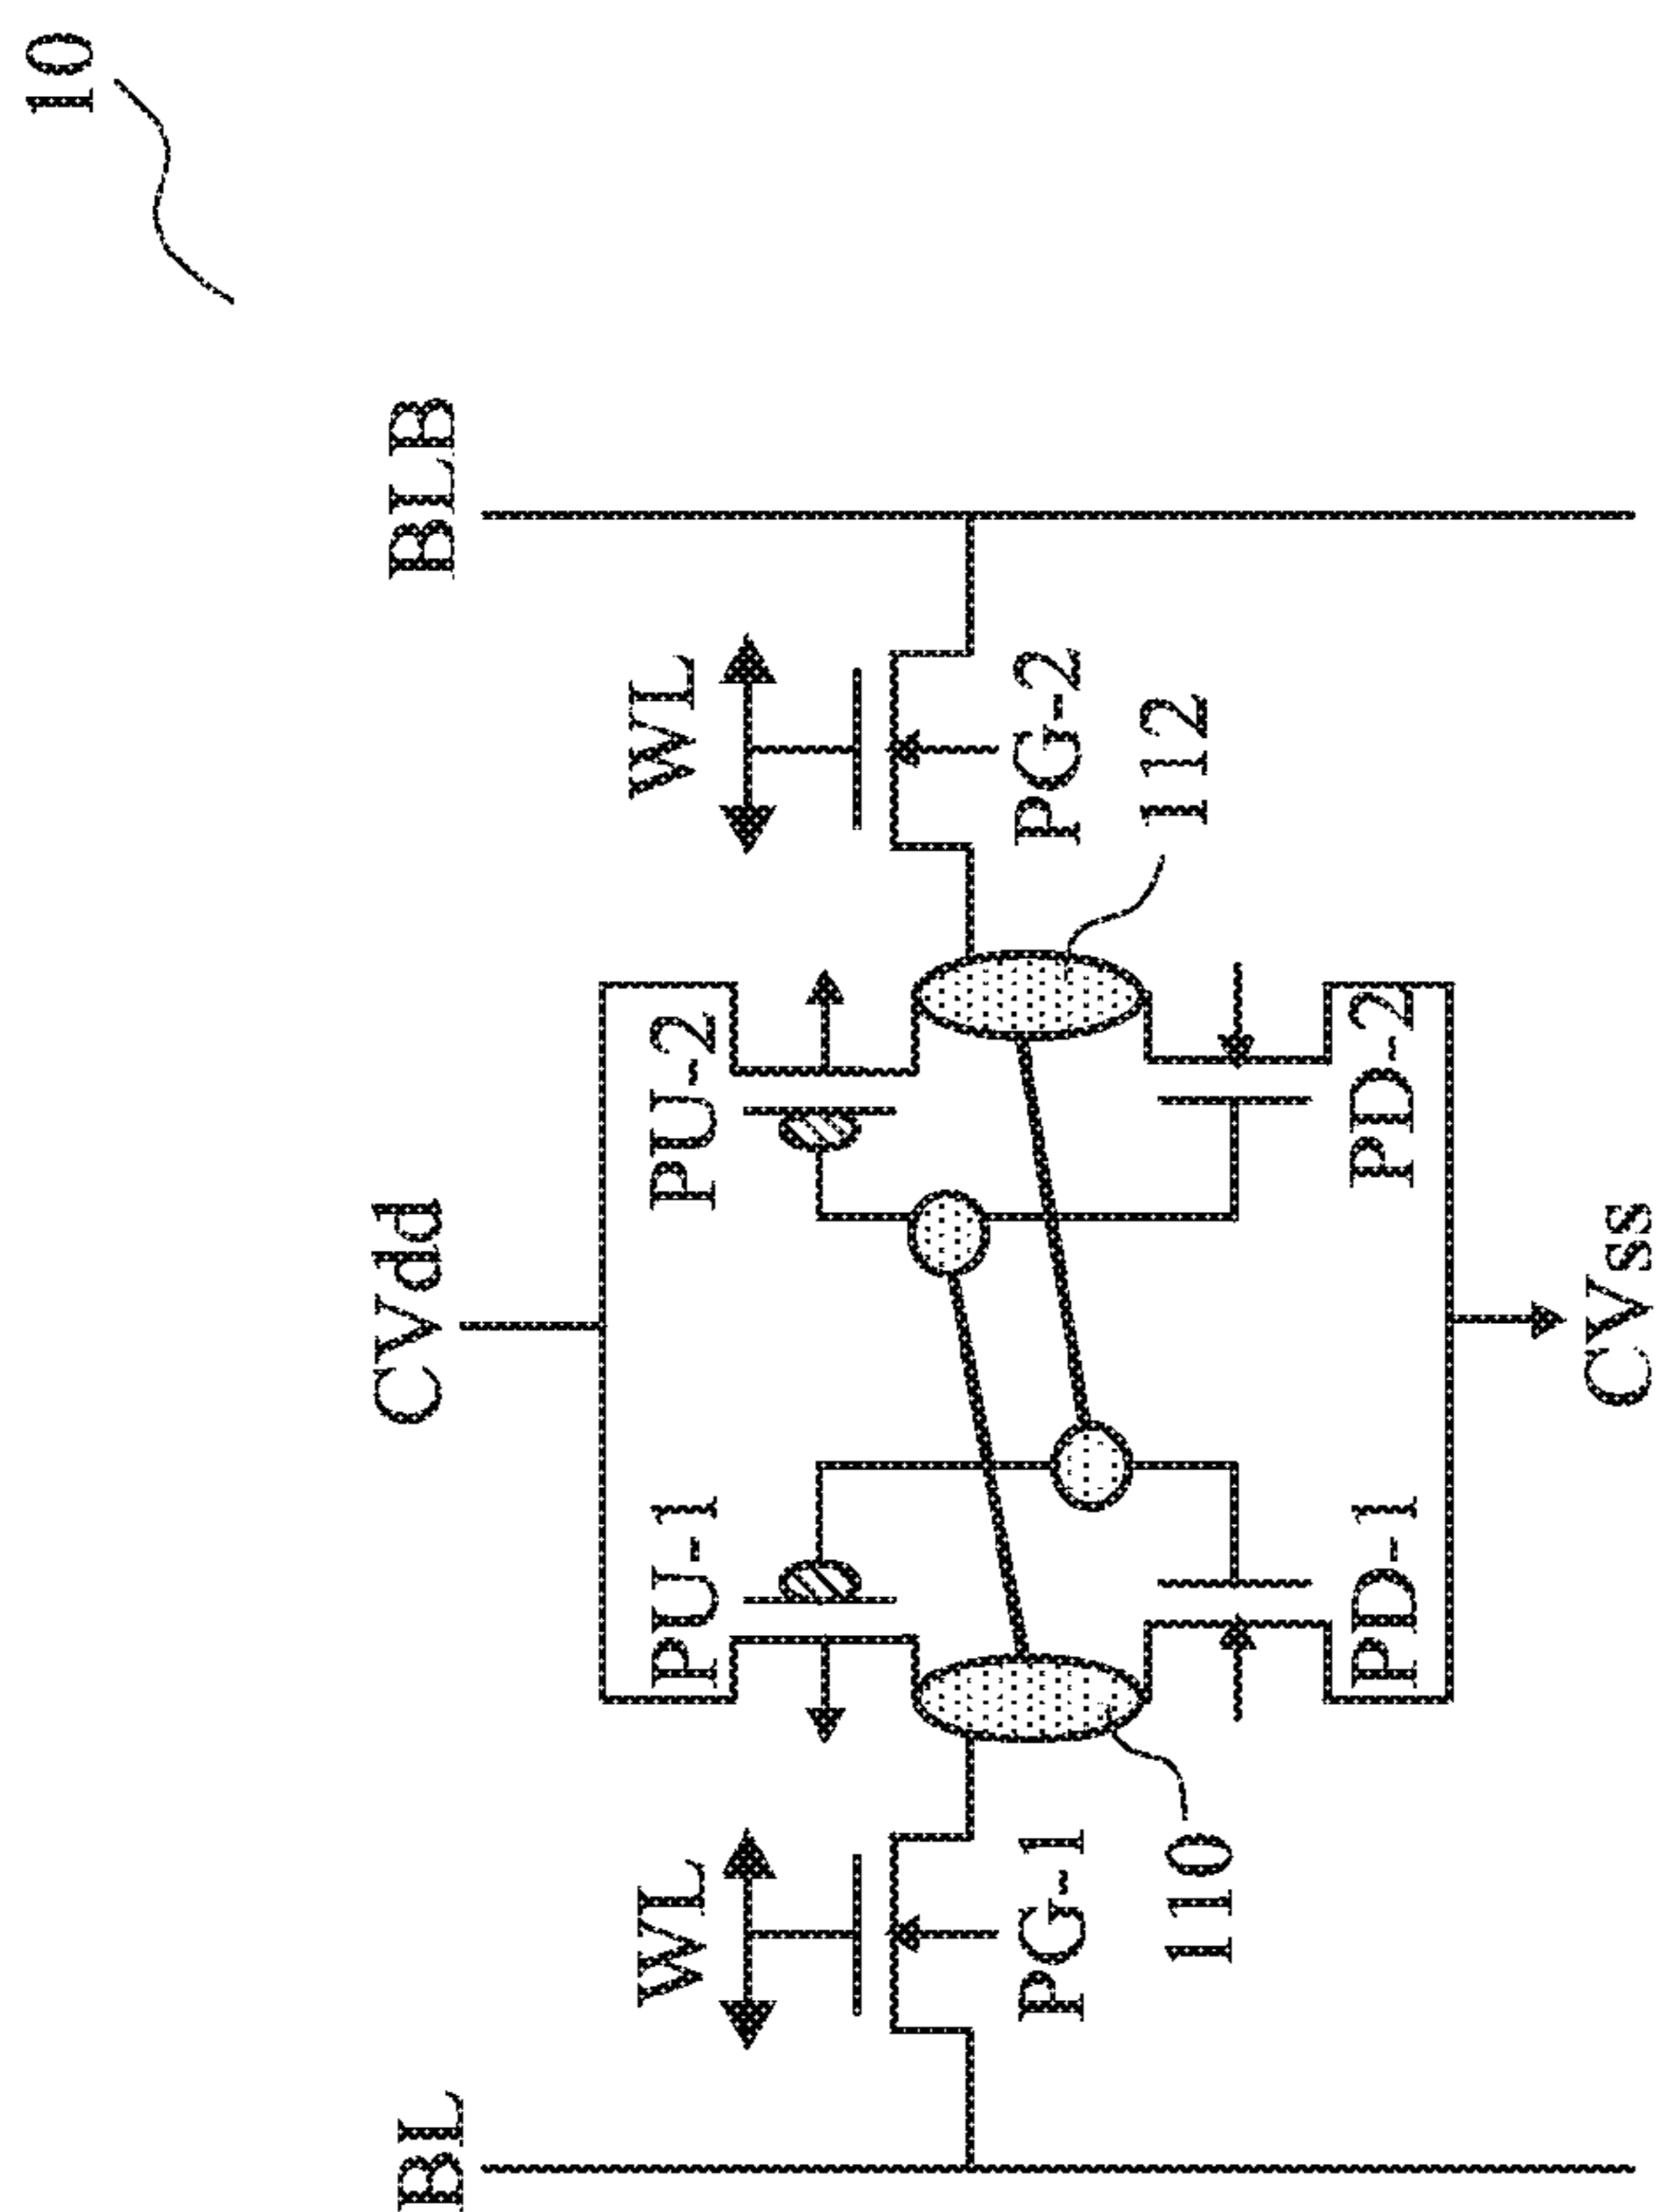 10
BL
CVdd
BLB
WL
PU-1
PU-2
WL
PG-1
PG-2
110
112
PD-1
PD-2
CVss